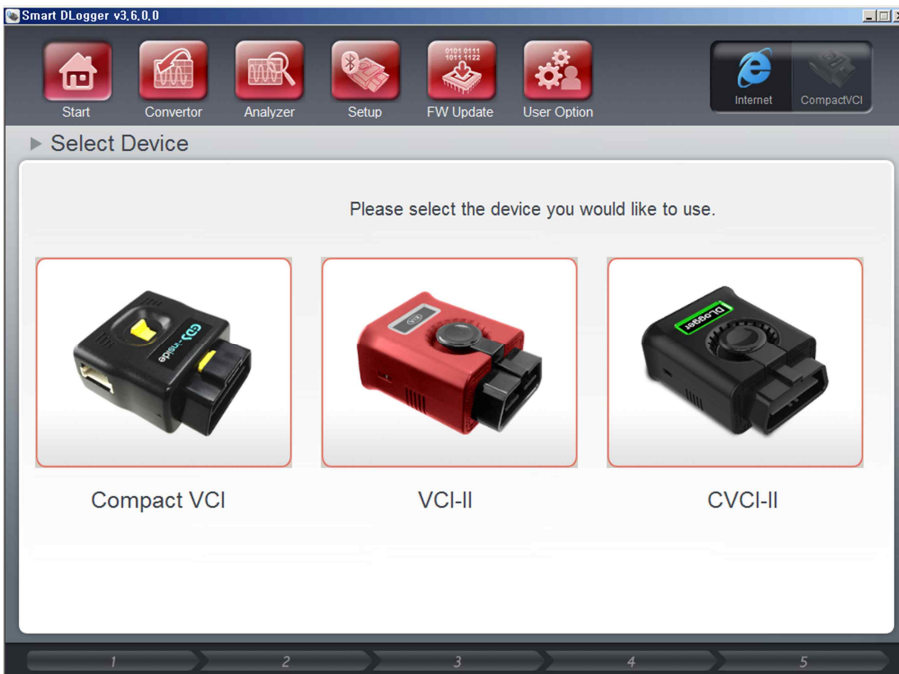 Smart DLogger v3,6,0,0
0101 0111
1011 1122
Start
Convertor
Analyzer
Setup
FW Update
User Option
Internet
CompactVCI
Select Device
Please select the device you would like to use.
GDS-inside
DLogger
Compact VCI
VCI-II
CVCI-II
1
2
3
4
5